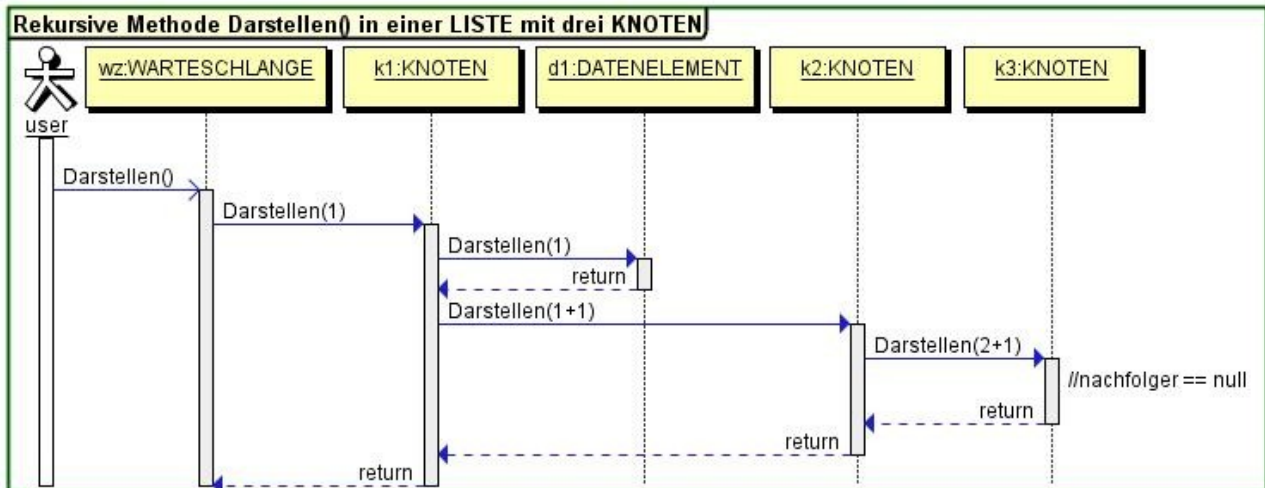 Rekursive Methode Darstellen() in einer LISTE mit drei KNOTEN
wz:WARTESCHLANGE
k1:KNOTEN
d1:DATENELEMENT
k2:KNOTEN
k3:KNOTEN
user
Darstellen()
Darstellen(1)
Darstellen(1)
return
Darstellen(1+1)
Darstellen(2+1)
//nachfolger == null
return
return
return